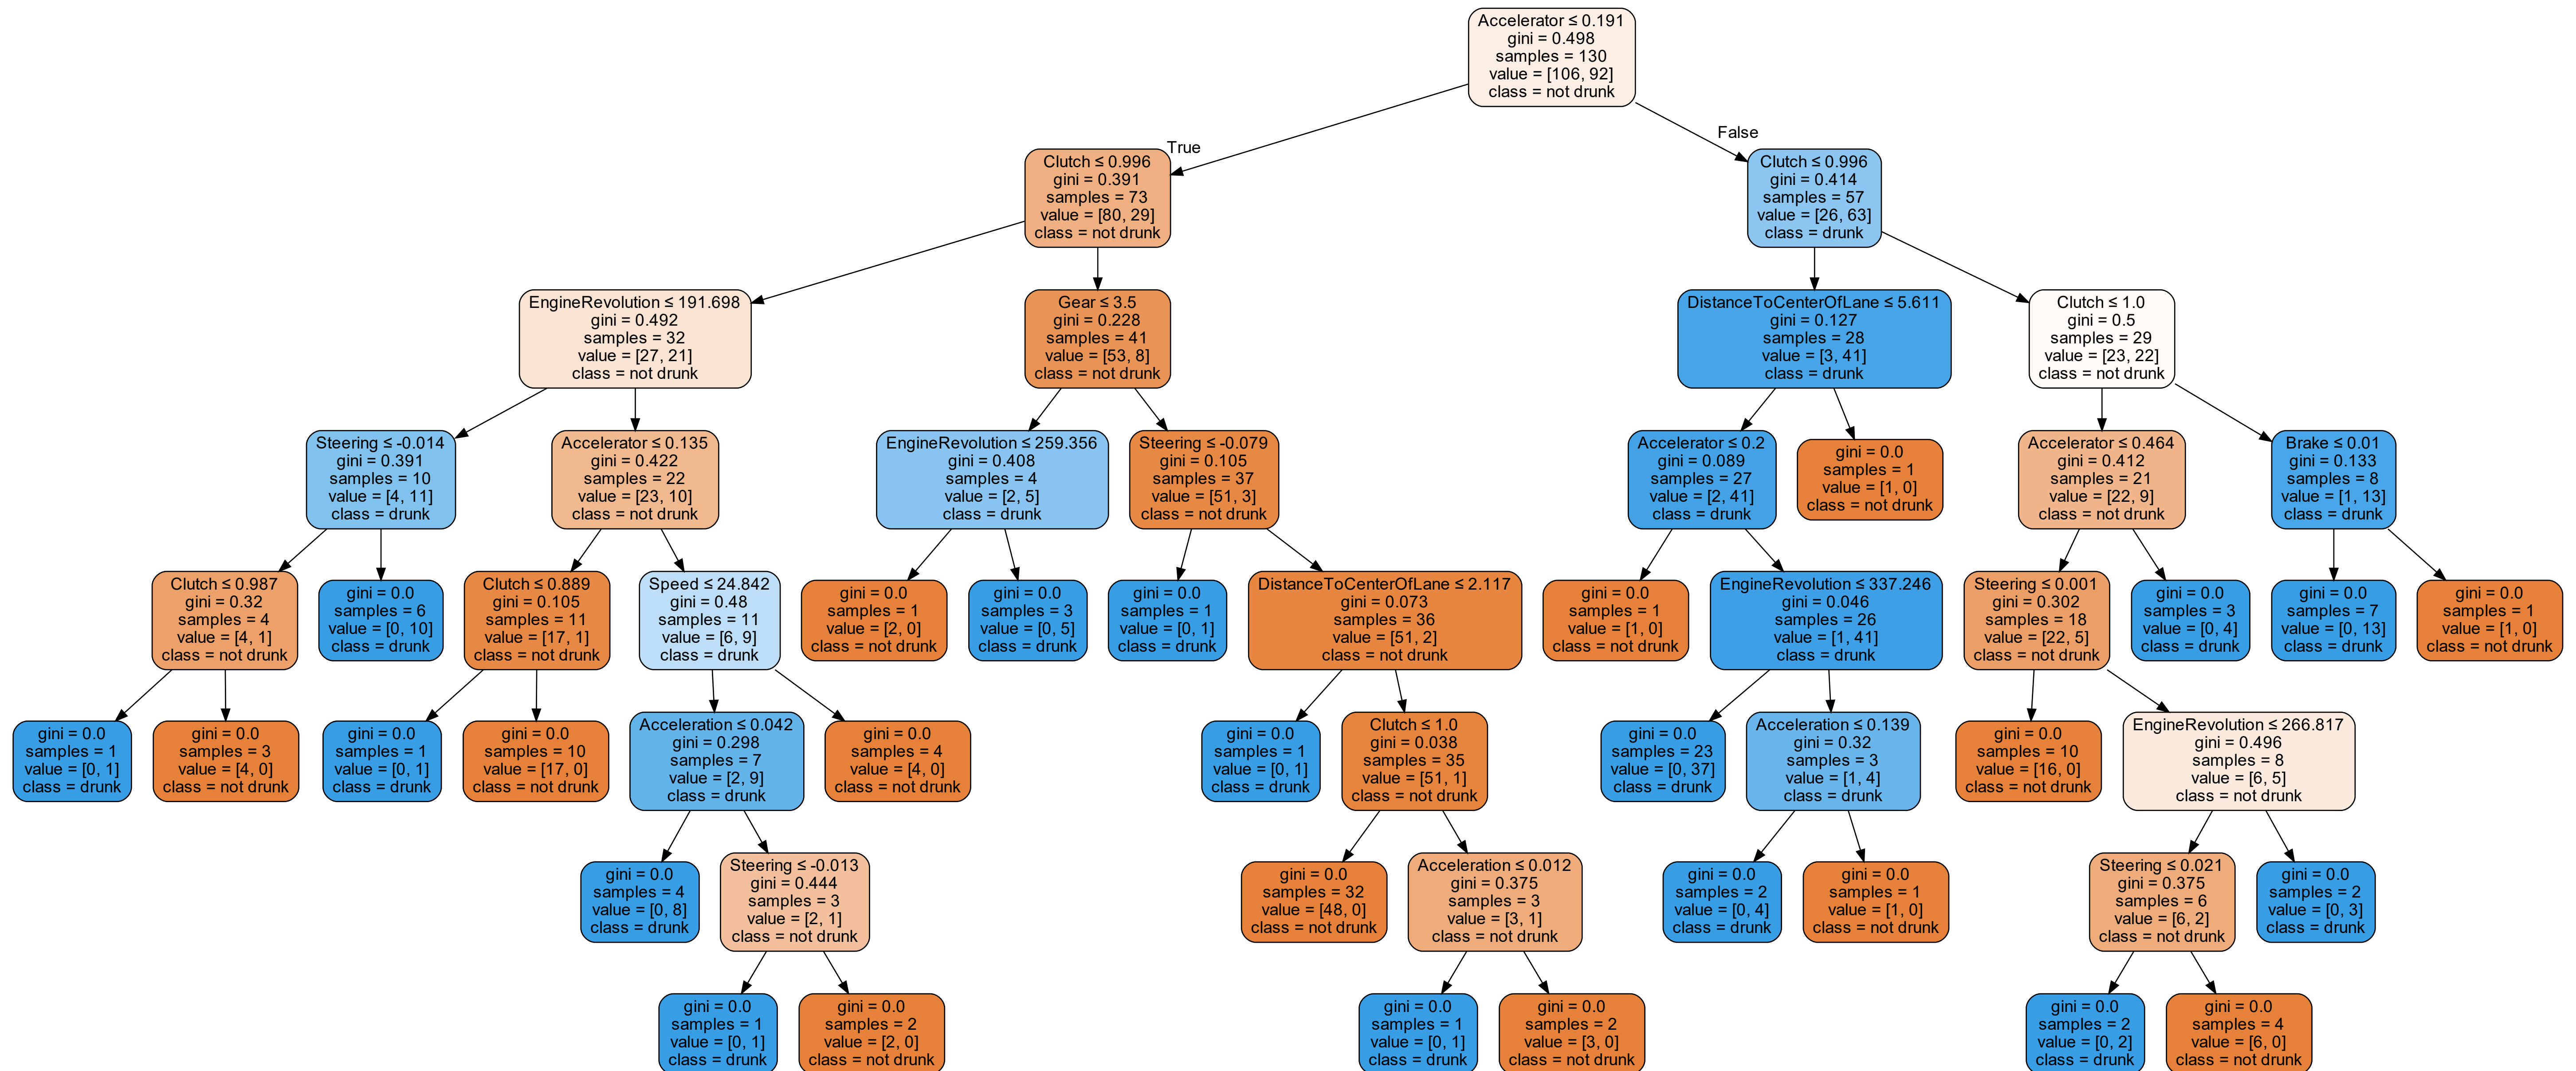 Accelerator ≤ 0.191
gini = 0.498
samples = 130
value = [106, 92]
class = not drunk
True
False
Clutch ≤ 0.996
gini = 0.391
samples = 73
value = [80, 29]
class = not drunk
Clutch ≤ 0.996
gini = 0.414
samples = 57
value = [26, 63]
class = drunk
EngineRevolution ≤ 191.698
gini = 0.492
samples = 32
value = [27, 21]
class = not drunk
Gear ≤ 3.5
gini = 0.228
samples = 41
value = [53, 8]
class = not drunk
DistanceToCenterOfLane ≤ 5.611
gini = 0.127
samples = 28
value = [3, 41]
class = drunk
Clutch ≤ 1.0
gini = 0.5
samples = 29
value = [23, 22]
class = not drunk
Steering ≤ -0.014
gini = 0.391
samples = 10
value = [4, 11]
class = drunk
Accelerator ≤ 0.135
gini = 0.422
samples = 22
value = [23, 10]
class = not drunk
EngineRevolution ≤ 259.356
gini = 0.408
samples = 4
value = [2, 5]
class = drunk
Steering ≤ -0.079
gini = 0.105
samples = 37
value = [51, 3]
class = not drunk
Accelerator ≤ 0.2
gini = 0.089
samples = 27
value = [2, 41]
class = drunk
gini = 0.0
samples = 1
value = [1, 0]
class = not drunk
Accelerator ≤ 0.464
gini = 0.412
samples = 21
value = [22, 9]
class = not drunk
Brake ≤ 0.01
gini = 0.133
samples = 8
value = [1, 13]
class = drunk
Clutch ≤ 0.987
gini = 0.32
samples = 4
value = [4, 1]
class = not drunk
gini = 0.0
samples = 6
value = [0, 10]
class = drunk
Clutch ≤ 0.889
gini = 0.105
samples = 11
value = [17, 1]
class = not drunk
Speed ≤ 24.842
gini = 0.48
samples = 11
value = [6, 9]
class = drunk
gini = 0.0
samples = 1
value = [2, 0]
class = not drunk
gini = 0.0
samples = 3
value = [0, 5]
class = drunk
gini = 0.0
samples = 1
value = [0, 1]
class = drunk
DistanceToCenterOfLane ≤ 2.117
gini = 0.073
samples = 36
value = [51, 2]
class = not drunk
gini = 0.0
samples = 1
value = [1, 0]
class = not drunk
EngineRevolution ≤ 337.246
gini = 0.046
samples = 26
value = [1, 41]
class = drunk
Steering ≤ 0.001
gini = 0.302
samples = 18
value = [22, 5]
class = not drunk
gini = 0.0
samples = 3
value = [0, 4]
class = drunk
gini = 0.0
samples = 7
value = [0, 13]
class = drunk
gini = 0.0
samples = 1
value = [1, 0]
class = not drunk
gini = 0.0
samples = 1
value = [0, 1]
class = drunk
gini = 0.0
samples = 3
value = [4, 0]
class = not drunk
gini = 0.0
samples = 1
value = [0, 1]
class = drunk
gini = 0.0
samples = 10
value = [17, 0]
class = not drunk
Acceleration ≤ 0.042
gini = 0.298
samples = 7
value = [2, 9]
class = drunk
gini = 0.0
samples = 4
value = [4, 0]
class = not drunk
gini = 0.0
samples = 1
value = [0, 1]
class = drunk
Clutch ≤ 1.0
gini = 0.038
samples = 35
value = [51, 1]
class = not drunk
gini = 0.0
samples = 23
value = [0, 37]
class = drunk
Acceleration ≤ 0.139
gini = 0.32
samples = 3
value = [1, 4]
class = drunk
gini = 0.0
samples = 10
value = [16, 0]
class = not drunk
EngineRevolution ≤ 266.817
gini = 0.496
samples = 8
value = [6, 5]
class = not drunk
gini = 0.0
samples = 4
value = [0, 8]
class = drunk
Steering ≤ -0.013
gini = 0.444
samples = 3
value = [2, 1]
class = not drunk
gini = 0.0
samples = 32
value = [48, 0]
class = not drunk
Acceleration ≤ 0.012
gini = 0.375
samples = 3
value = [3, 1]
class = not drunk
gini = 0.0
samples = 2
value = [0, 4]
class = drunk
gini = 0.0
samples = 1
value = [1, 0]
class = not drunk
Steering ≤ 0.021
gini = 0.375
samples = 6
value = [6, 2]
class = not drunk
gini = 0.0
samples = 2
value = [0, 3]
class = drunk
gini = 0.0
samples = 1
value = [0, 1]
class = drunk
gini = 0.0
samples = 2
value = [2, 0]
class = not drunk
gini = 0.0
samples = 1
value = [0, 1]
class = drunk
gini = 0.0
samples = 2
value = [3, 0]
class = not drunk
gini = 0.0
samples = 2
value = [0, 2]
class = drunk
gini = 0.0
samples = 4
value = [6, 0]
class = not drunk